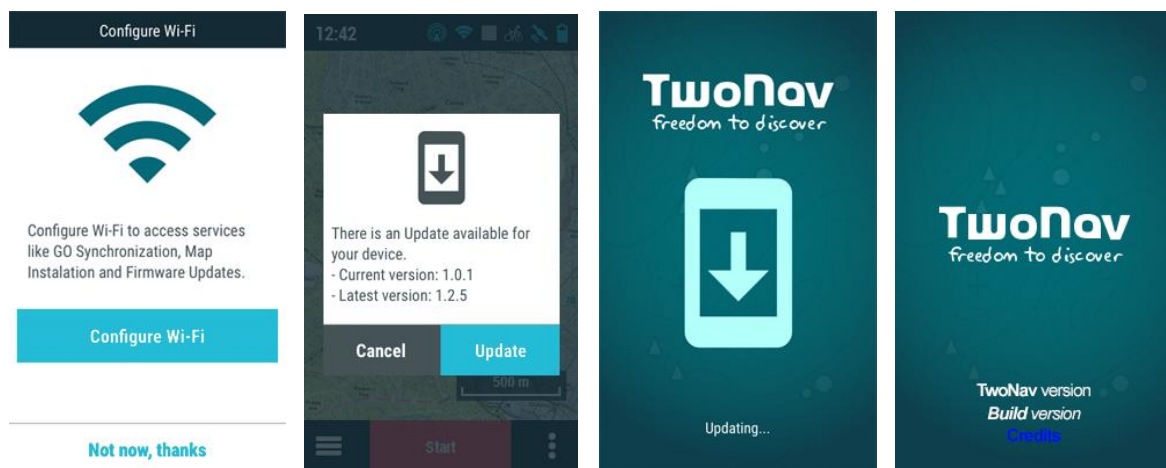 Configure Wi-Fi
Configure Wi-Fi to access services
like GO Synchronization, Map
Instalation and Firmware Updates.
Configure Wi-Fi
Not now, thanks
12:42
There is an Update available for
your device.
- Current version: 1.0.1
- Latest version: 1.2.5
Cancel
Update
500 m
Start
TwoNav
freedom to discover
Updating...
TwoNav
freedom to discover
TwoNav version
Build version
Credits